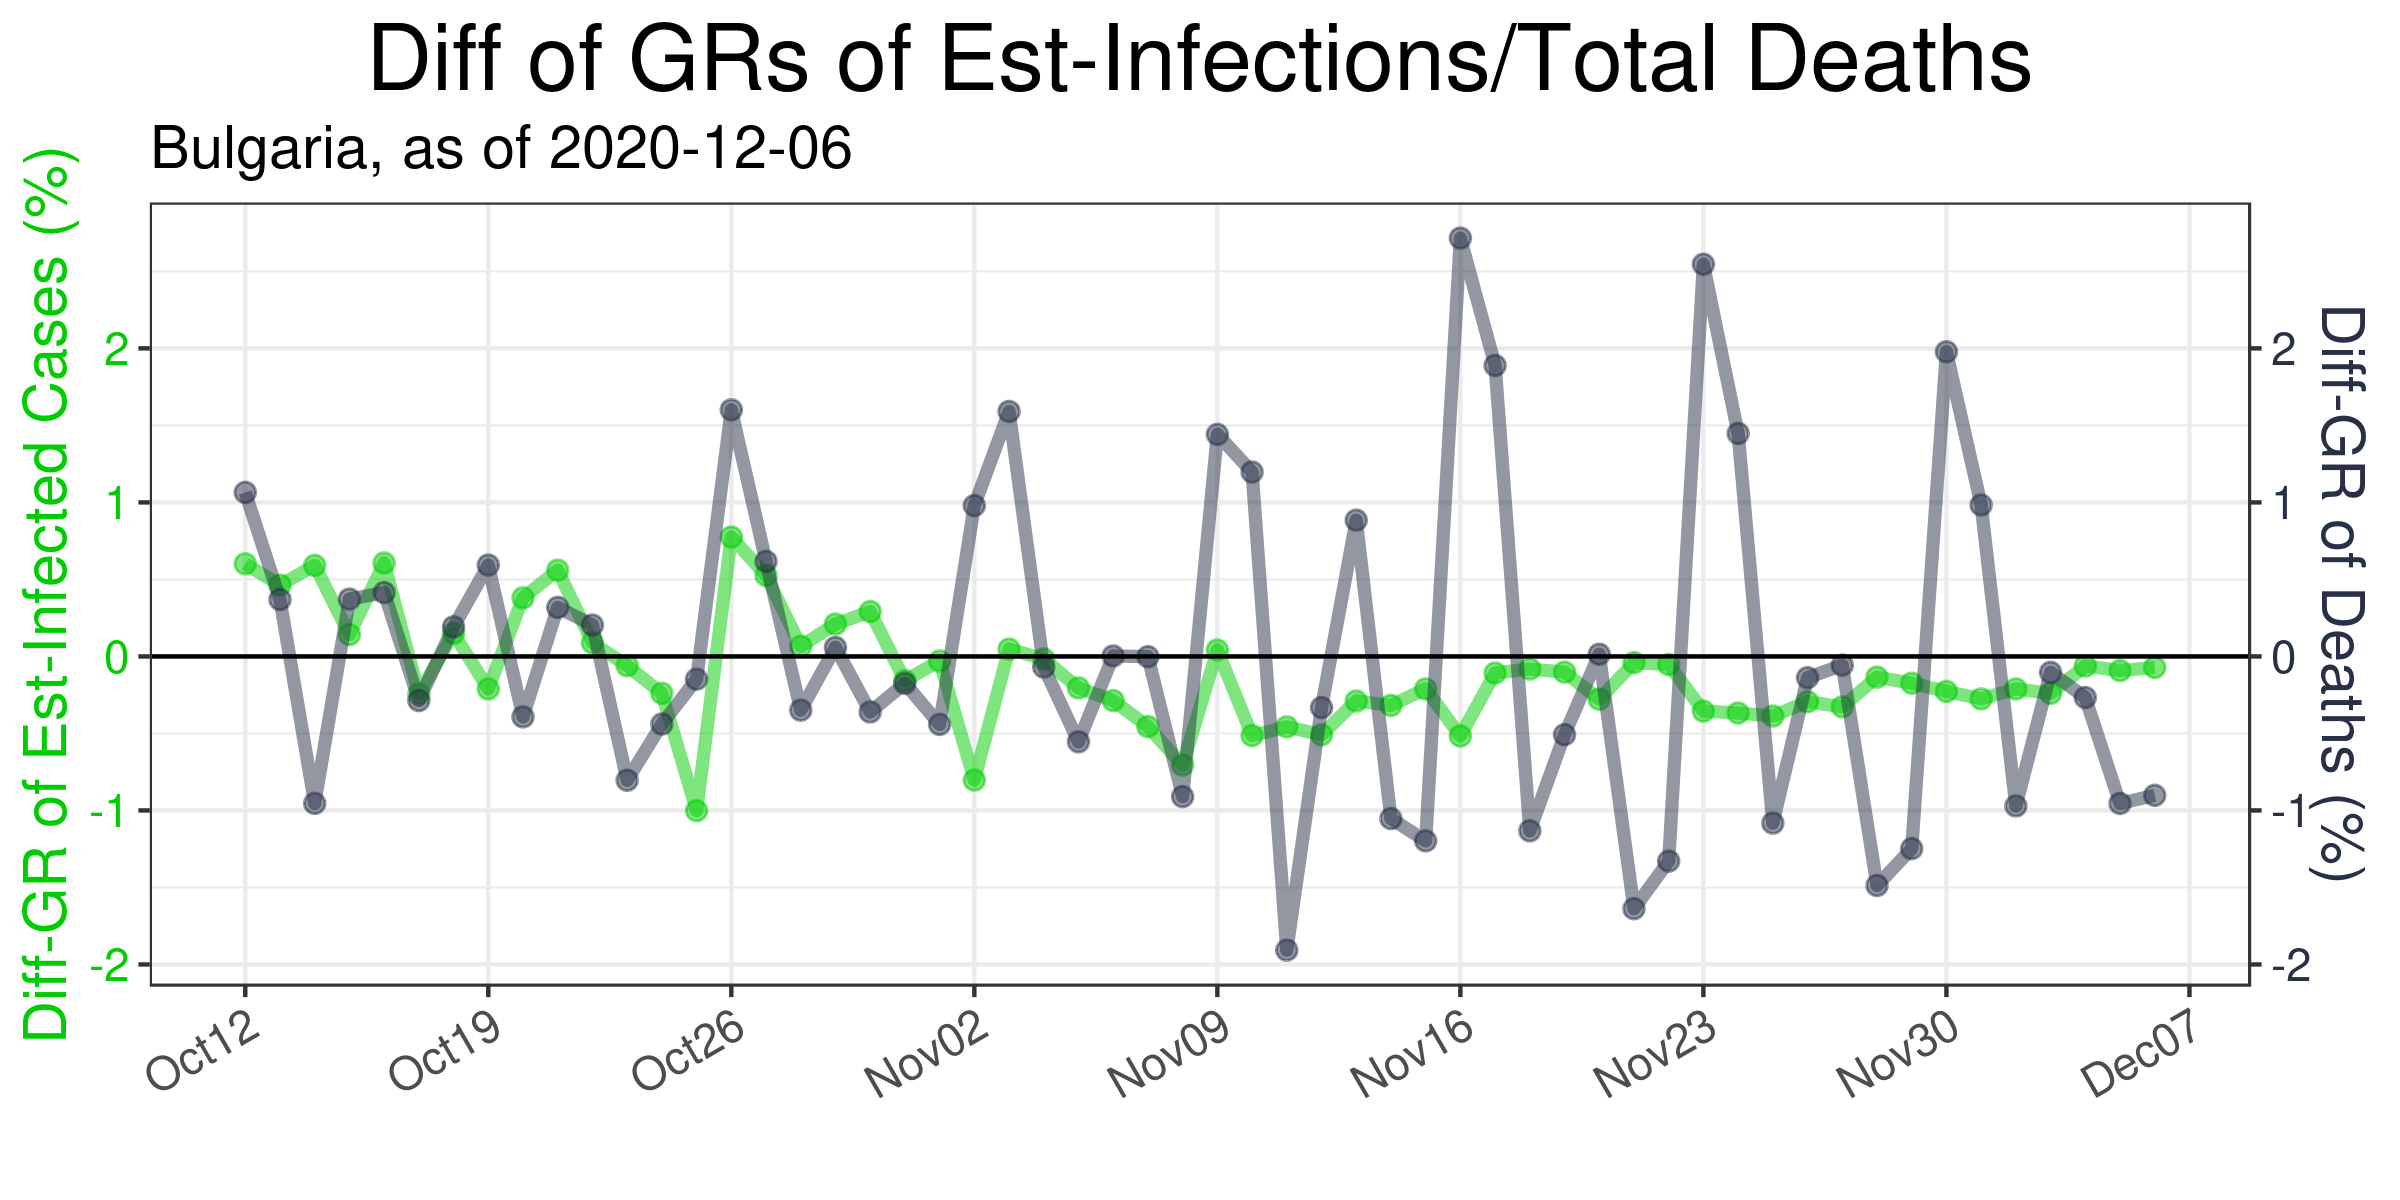 Diff of GRs of Est-Infections/Total Deaths
Bulgaria, as of 2020-12-06
Diff-GR of Est-Infected Cases (%)
2
1
0
-1
-2
2
1
0
-1
-2
Diff-GR of Deaths (%)
Oct12
Oct19
Oct26
Nov02
Nov09
Nov16
Nov23
Nov30
Dec07